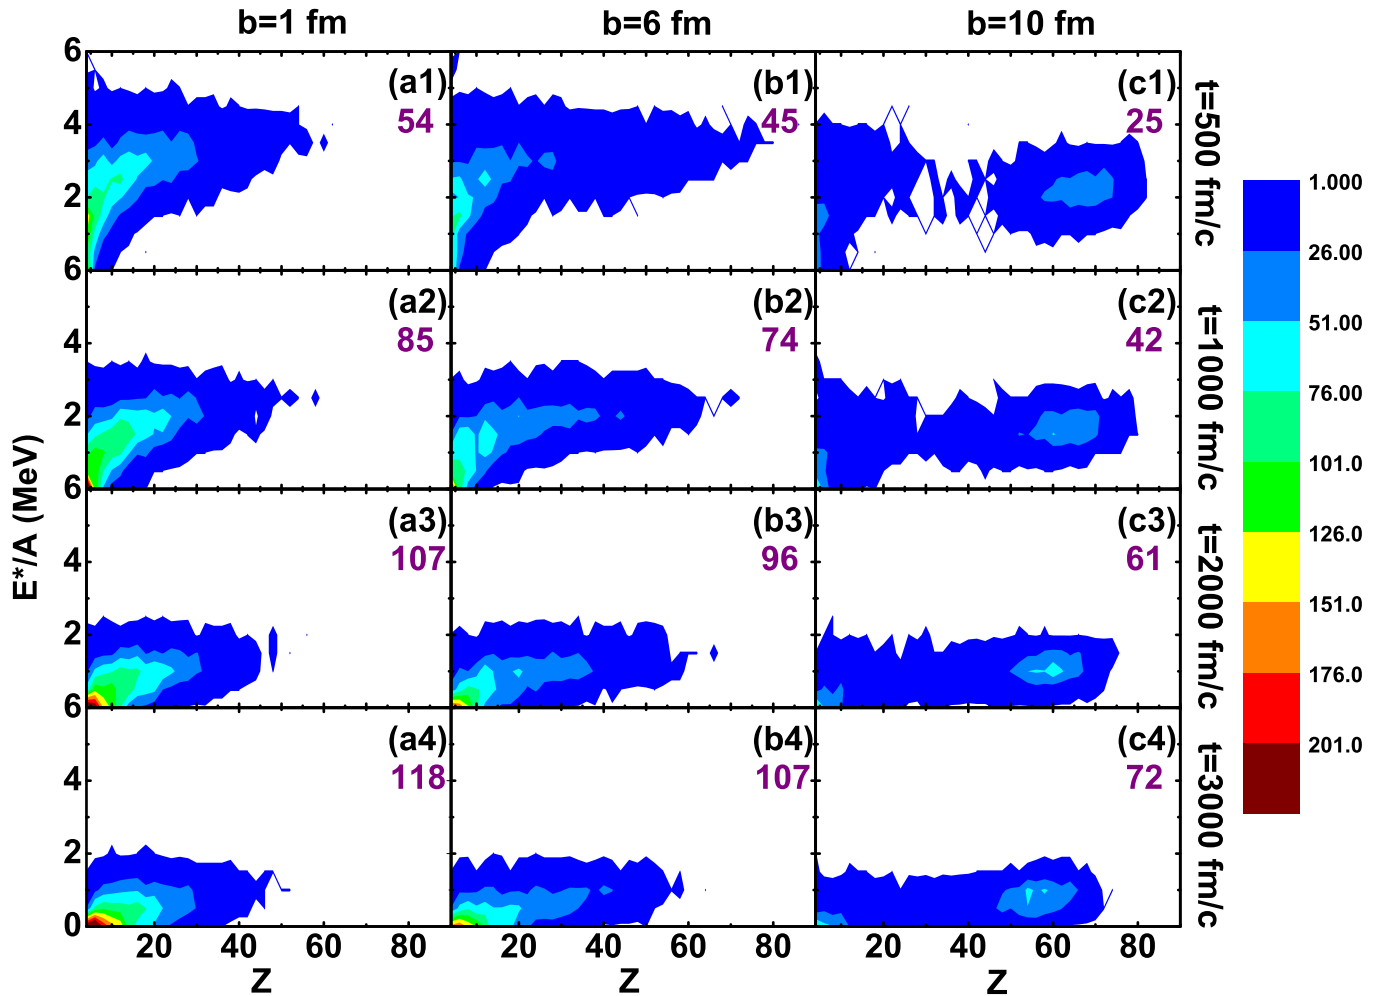 b=1 fm b=6 fm b=10 fm
6 (a1) (b1) (c1)
54 45 25
4
2
t=500 fm/c
6 (a2) (b2) (c2)
85 74 42
4
2
t=1000 fm/c
6 (a3) (b3) (c3)
107 96 61
4
2
t=2000 fm/c
6 (a4) (b4) (c4)
118 107 72
4
2
0
t=3000 fm/c
E*/A (MeV)
20 40 60 80 20 40 60 80 20 40 60 80
Z Z Z
1.000
26.00
51.00
76.00
101.0
126.0
151.0
176.0
201.0